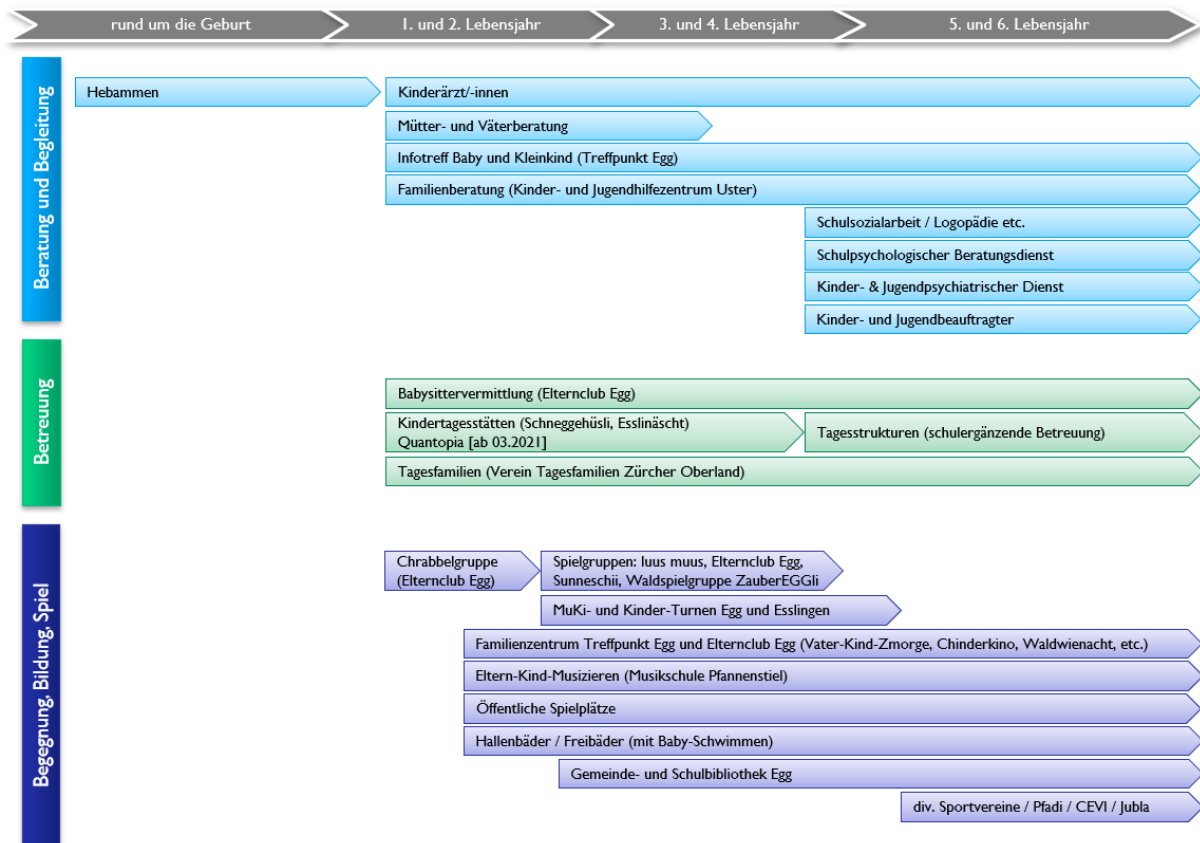 rund um die Geburt
1. und 2. Lebensjahr
3. und 4. Lebensjahr
5. und 6. Lebensjahr
Beratung und Begleitung
Hebammen
Kinderärzt/-innen
Mütter- und Väterberatung
Infotreff Baby und Kleinkind (Treffpunkt Egg)
Familienberatung (Kinder- und Jugendhilfezentrum Uster)
Schulsozialarbeit / Logopädie etc.
Schulpsychologischer Beratungsdienst
Kinder- & Jugendpsychiatrischer Dienst
Kinder- und Jugendbeauftragter
Betreuung
Babysittervermittlung (Elternclub Egg)
Kindertagesstätten (Schneggehüsli, Esslinäscht)
Quantopia [ab 03.2021]
Tagesstrukturen (schulergänzende Betreuung)
Tagesfamilien (Verein Tagesfamilien Zürcher Oberland)
Begegnung, Bildung, Spiel
Chrabbelgruppe
(Elternclub Egg)
Spielgruppen: luus muus, Elternclub Egg,
Sunneschii, Waldspielgruppe ZauberEGGli
MuKi- und Kinder-Turnen Egg und Esslingen
Familienzentrum Treffpunkt Egg und Elternclub Egg (Vater-Kind-Zmorge, Chinderkino, Waldwienacht, etc.)
Eltern-Kind-Musizieren (Musikschule Pfannenstiel)
Öffentliche Spielplätze
Hallenbäder / Freibäder (mit Baby-Schwimmen)
Gemeinde- und Schulbibliothek Egg
div. Sportvereine / Pfadi / CEVI / Jubla